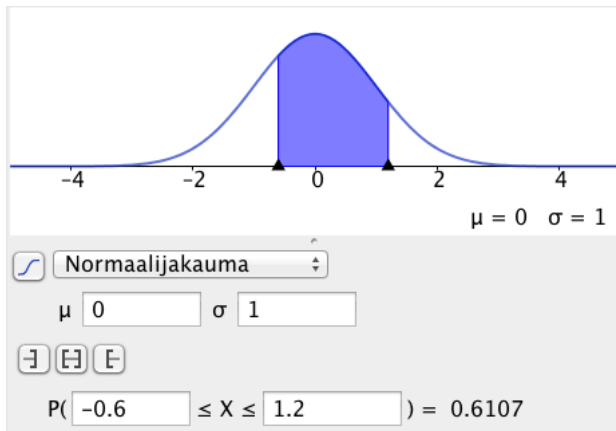 −4 −2 0 2 4
μ = 0 σ = 1
Normaalijakauma
μ 0 σ 1
P( −0.6 ≤ X ≤ 1.2 ) = 0.6107